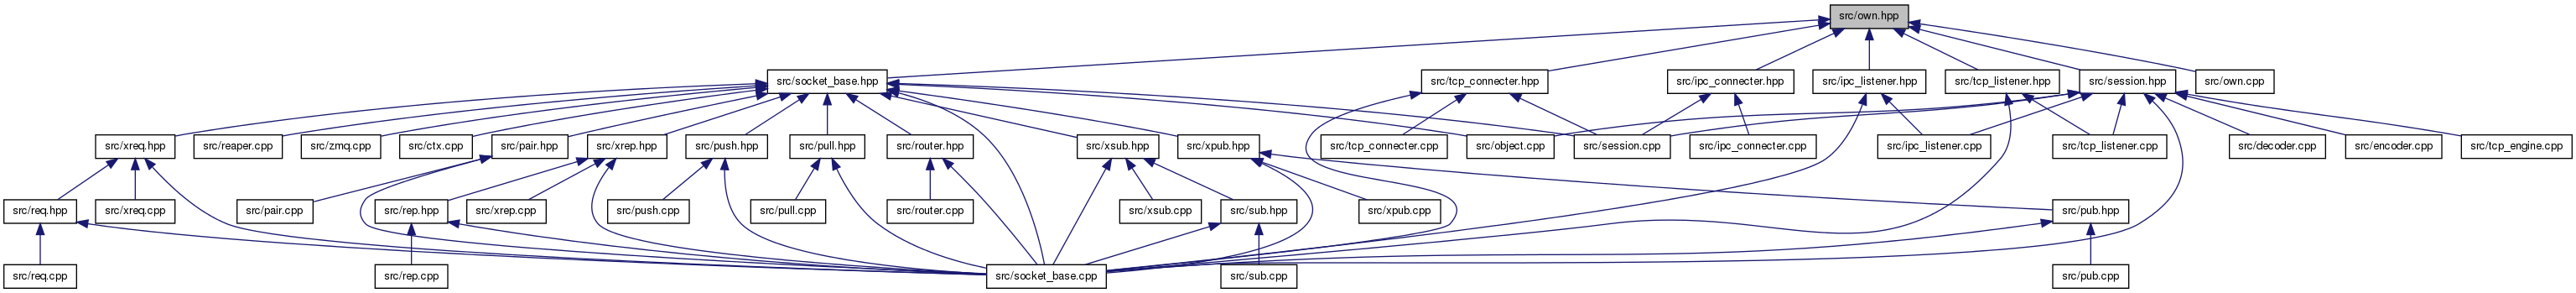 src/own.hpp
src/socket_base.hpp
src/tcp_connecter.hpp
src/ipc_connecter.hpp
src/ipc_listener.hpp
src/tcp_listener.hpp
src/session.hpp
src/own.cpp
src/xreq.hpp
src/reaper.cpp
src/zmq.cpp
src/ctx.cpp
src/pair.hpp
src/xrep.hpp
src/push.hpp
src/pull.hpp
src/router.hpp
src/xsub.hpp
src/xpub.hpp
src/tcp_connecter.cpp
src/object.cpp
src/session.cpp
src/ipc_connecter.cpp
src/ipc_listener.cpp
src/tcp_listener.cpp
src/decoder.cpp
src/encoder.cpp
src/tcp_engine.cpp
src/req.hpp
src/xreq.cpp
src/pair.cpp
src/rep.hpp
src/xrep.cpp
src/push.cpp
src/pull.cpp
src/router.cpp
src/xsub.cpp
src/sub.hpp
src/xpub.cpp
src/pub.hpp
src/req.cpp
src/rep.cpp
src/socket_base.cpp
src/sub.cpp
src/pub.cpp